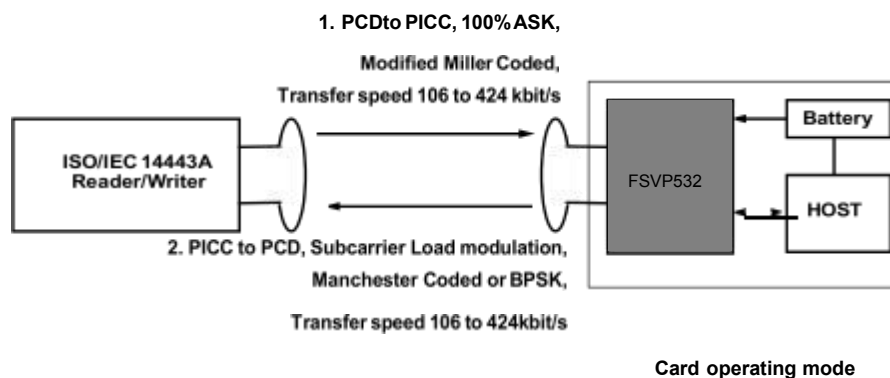 1. PCDto PICC, 100% ASK,
Modified Miller Coded,
Transfer speed 106 to 424 kbit/s
ISO/IEC 14443A
Reader/Writer
FSVP532
Battery
HOST
2. PICC to PCD, Subcarrier Load modulation,
Manchester Coded or BPSK,
Transfer speed 106 to 424kbit/s
Card operating mode